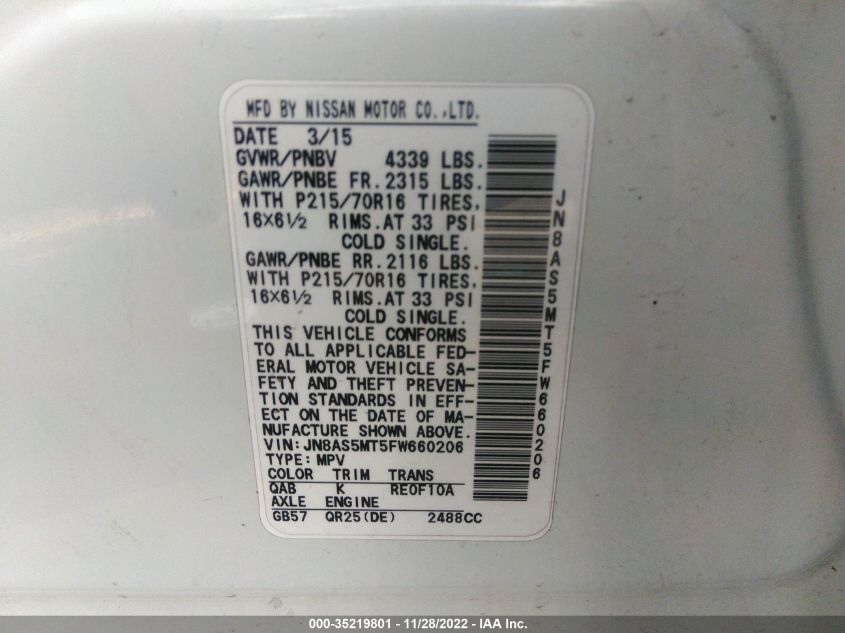 MFD BY NISSAN MOTOR CO.,LTD.
DATE 3/15
GVWR/PNBV 4339 LBS.
GAWR/PNBE FR.2315 LBS.
WITH P215/70R16 TIRES,
16X6½ RIMS.AT 33 PSI
COLD SINGLE.
GAWR/PNBE RR.2116 LBS.
WITH P215/70R16 TIRES,
16X6½ RIMS.AT 33 PSI
COLD SINGLE.
THIS VEHICLE CONFORMS
TO ALL APPLICABLE FED-
ERAL MOTOR VEHICLE SA-
FETY AND THEFT PREVEN-
TION STANDARDS IN EFF-
ECT ON THE DATE OF MA-
NUFACTURE SHOWN ABOVE.
VIN:JN8AS5MT5FW660206
TYPE:MPV
COLOR TRIM TRANS
QAB K RE0F10A
AXLE ENGINE
GB57 QR25(DE) 2488CC
JN8AS5MT5FW660206
000-35219801 - 11/28/2022 - IAA Inc.